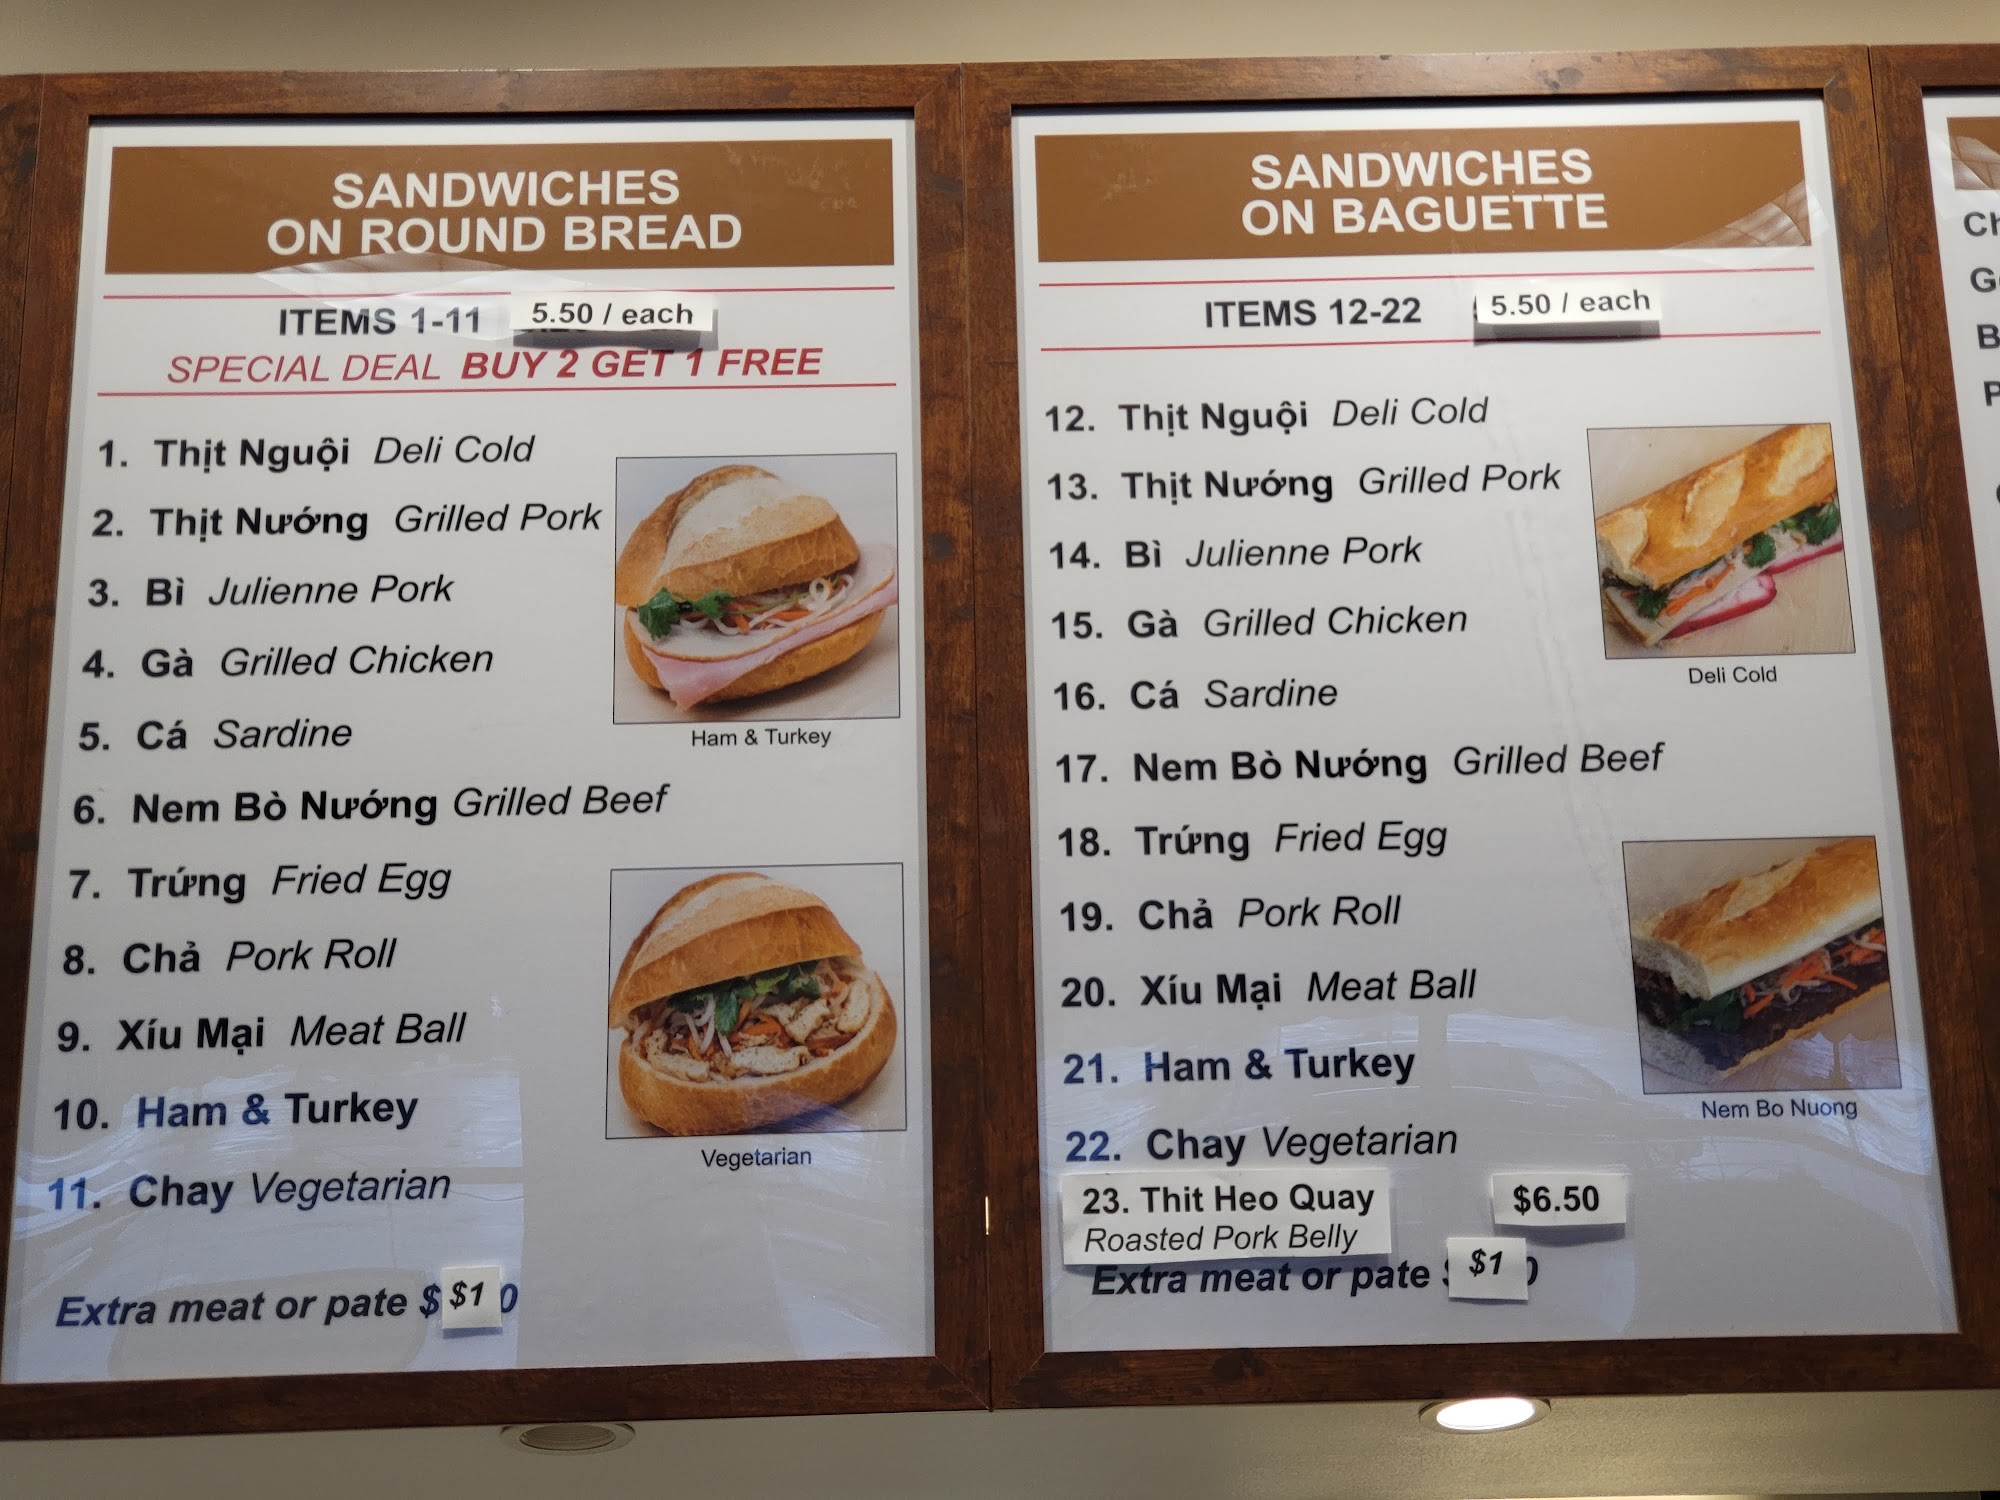 SANDWICHES
ON ROUND BREAD
ITEMS 1-11 5.50 / each
SPECIAL DEAL BUY 2 GET 1 FREE
1. Thịt Nguội Deli Cold
2. Thịt Nướng Grilled Pork
3. Bì Julienne Pork
4. Gà Grilled Chicken
5. Cá Sardine
6. Nem Bò Nướng Grilled Beef
7. Trứng Fried Egg
8. Chả Pork Roll
9. Xíu Mại Meat Ball
10. Ham & Turkey
11. Chay Vegetarian
Extra meat or pate $ $1 0
Ham & Turkey
Vegetarian
SANDWICHES
ON BAGUETTE
ITEMS 12-22 5.50 / each
12. Thịt Nguội Deli Cold
13. Thịt Nướng Grilled Pork
14. Bì Julienne Pork
15. Gà Grilled Chicken
16. Cá Sardine
17. Nem Bò Nướng Grilled Beef
18. Trứng Fried Egg
19. Chả Pork Roll
20. Xíu Mại Meat Ball
21. Ham & Turkey
22. Chay Vegetarian
23. Thit Heo Quay $6.50
Roasted Pork Belly
Extra meat or pate $1
Deli Cold
Nem Bo Nuong